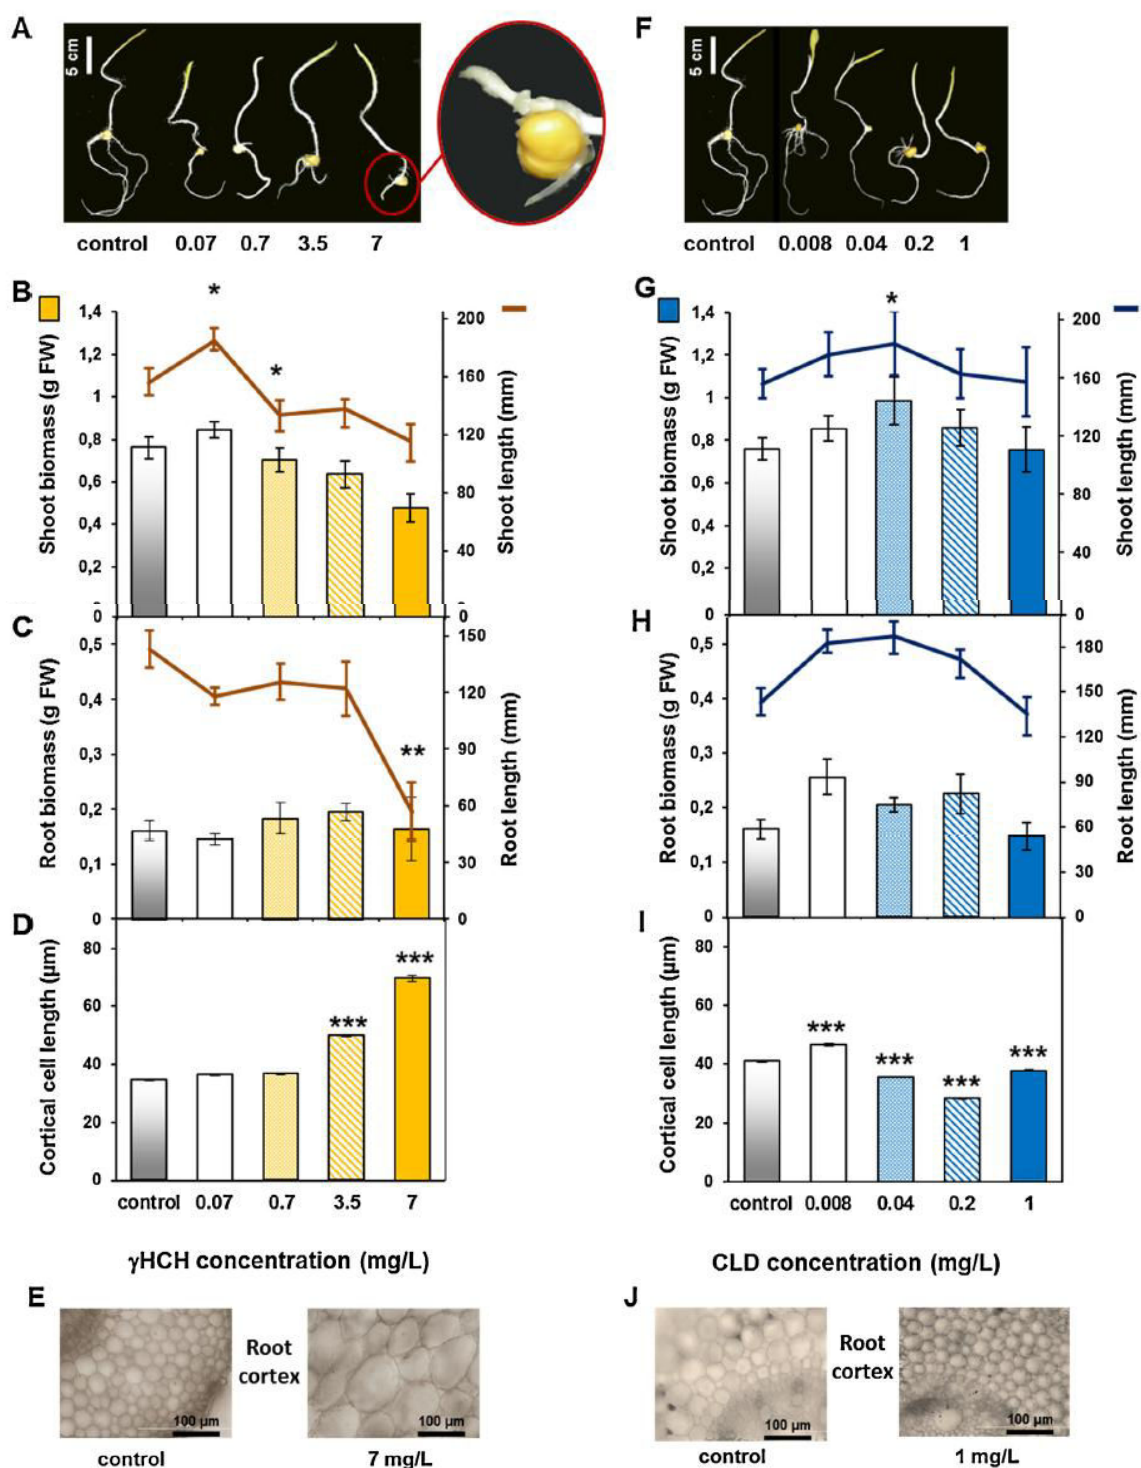 A
5 cm
control 0.07 0.7 3.5 7
F
5 cm
control 0.008 0.04 0.2 1
B
Shoot biomass (g FW)
1,4
1,2
1
0,8
0,6
0,4
0,2
0
0
*
*
200
160
120
80
40
0
0
Shoot length (mm)
G
Shoot biomass (g FW)
1,4
1,2
1
0,8
0,6
0,4
0,2
0
*
200
160
120
80
40
0
Shoot length (mm)
C
Root biomass (g FW)
0,5
0,4
0,3
0,2
0,1
0
**
150
120
90
60
30
0
Root length (mm)
H
Root biomass (g FW)
0,5
0,4
0,3
0,2
0,1
0
180
150
120
90
60
30
0
Root length (mm)
D
Cortical cell length (µm)
80
60
40
20
0
***
***
control 0.07 0.7 3.5 7
γHCH concentration (mg/L)
I
Cortical cell length (µm)
80
60
40
20
0
***
***
***
***
control 0.008 0.04 0.2 1
CLD concentration (mg/L)
E
Root
cortex
100 µm
100 µm
control 7 mg/L
J
Root
cortex
100 µm
100 µm
control 1 mg/L